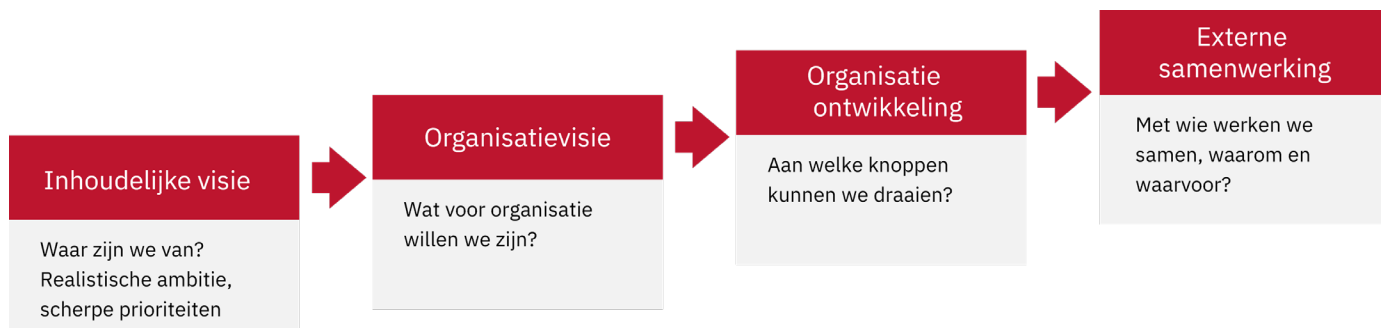 Inhoudelijke visie
Waar zijn we van?
Realistische ambitie,
scherpe prioriteiten
Organisatievisie
Wat voor organisatie
willen we zijn?
Organisatie
ontwikkeling
Aan welke knoppen
kunnen we draaien?
Externe
samenwerking
Met wie werken we
samen, waarom en
waarvoor?